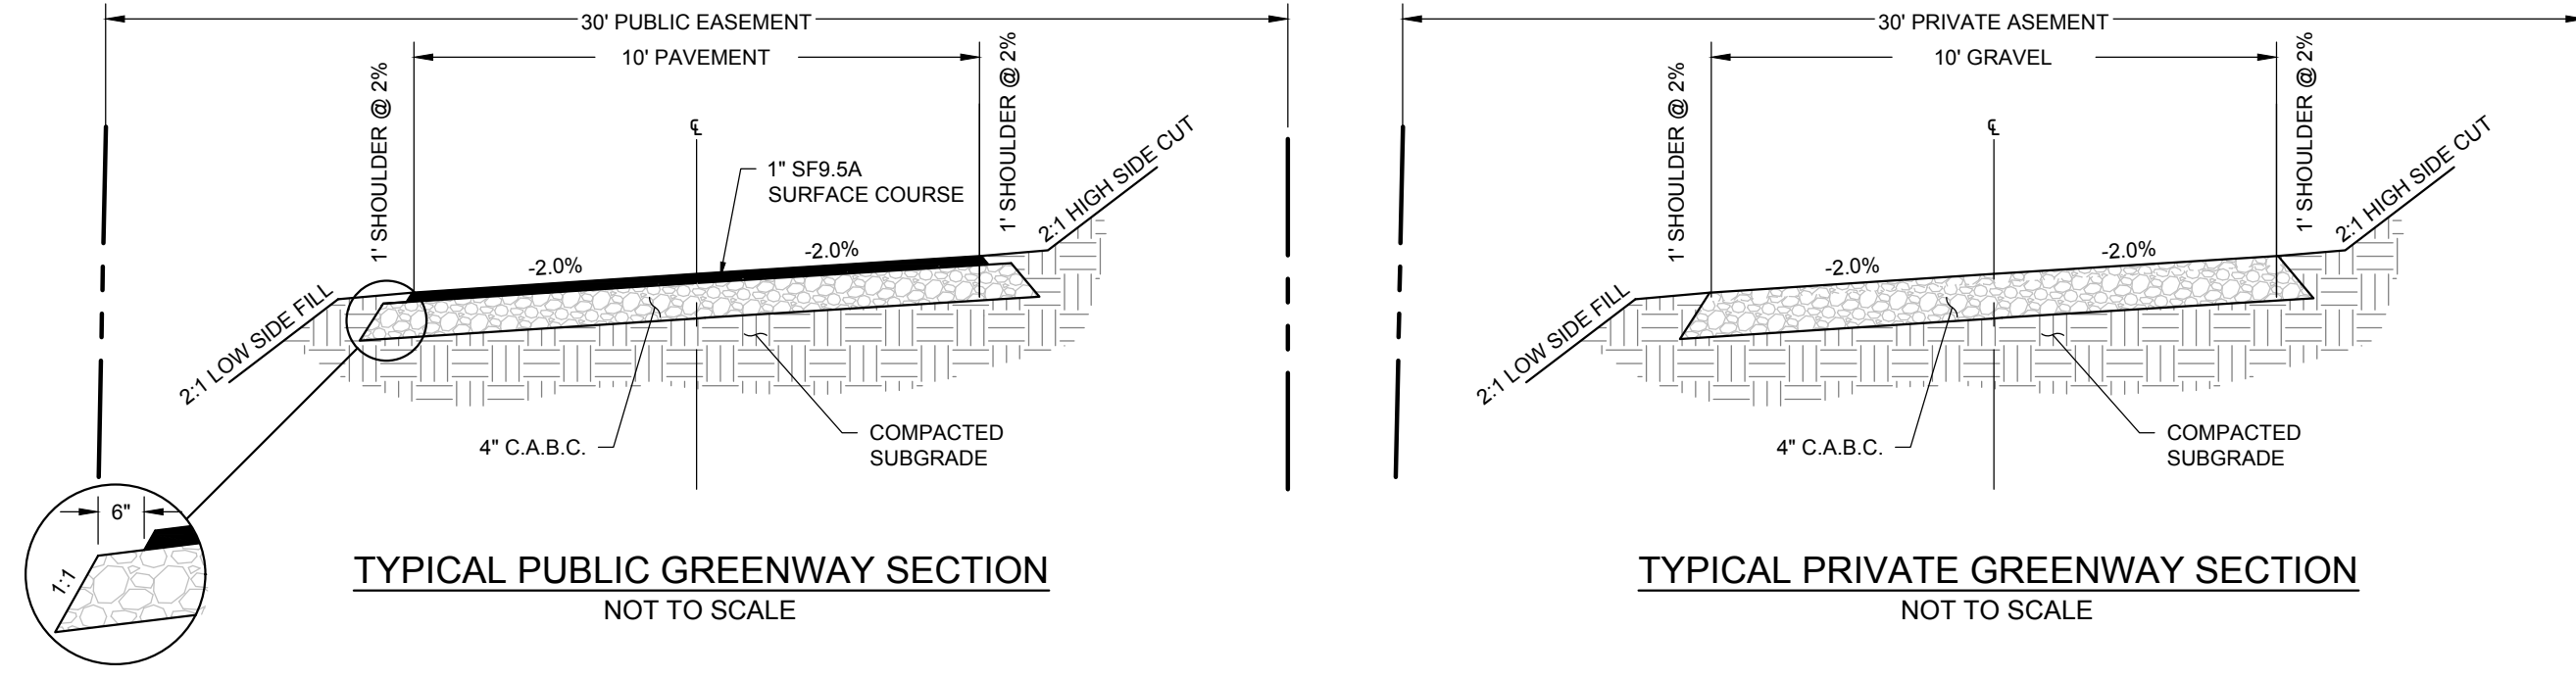 30' PUBLIC EASEMENT
10' PAVEMENT
1' SHOULDER @ 2%
1' SHOULDER @ 2%
℄
1" SF9.5A
SURFACE COURSE
2:1 HIGH SIDE CUT
-2.0%
-2.0%
2:1 LOW SIDE FILL
4" C.A.B.C.
COMPACTED
SUBGRADE
6"
1:1
TYPICAL PUBLIC GREENWAY SECTION
NOT TO SCALE
30' PRIVATE ASEMENT
10' GRAVEL
1' SHOULDER @ 2%
1' SHOULDER @ 2%
℄
2:1 HIGH SIDE CUT
-2.0%
-2.0%
2:1 LOW SIDE FILL
4" C.A.B.C.
COMPACTED
SUBGRADE
TYPICAL PRIVATE GREENWAY SECTION
NOT TO SCALE